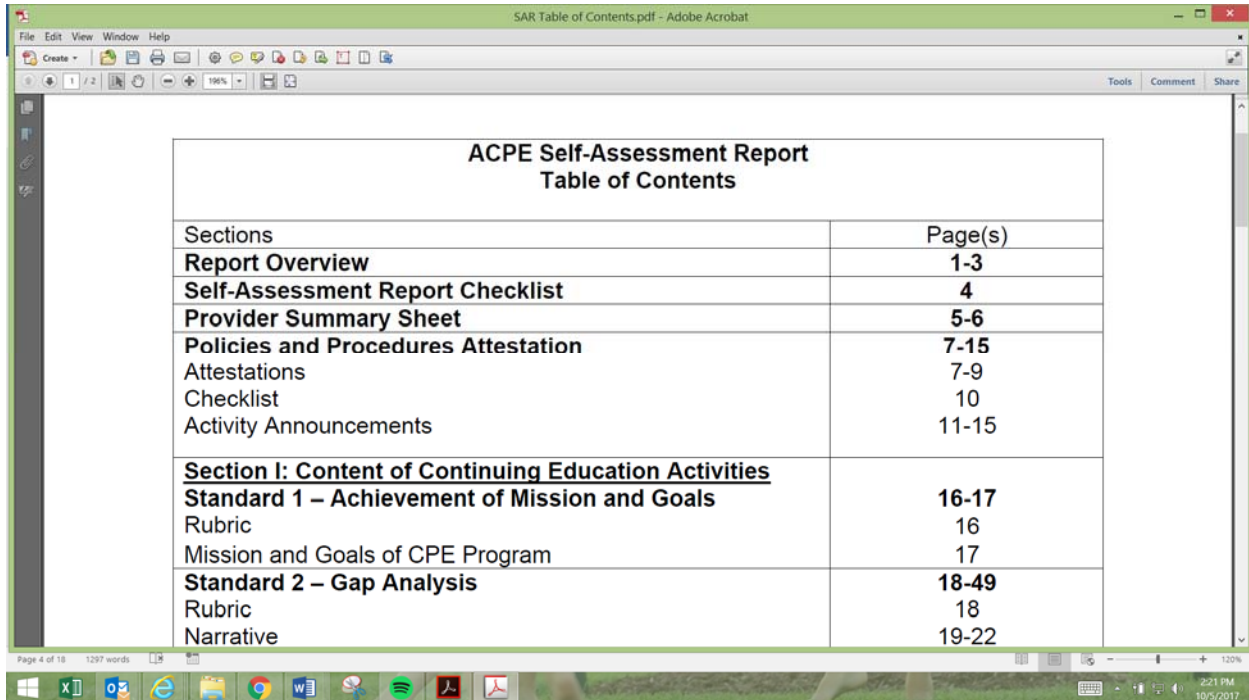 SAR Table of Contents.pdf - Adobe Acrobat
File Edit View Window Help
Create
1 / 2 196% Tools Comment Share
ACPE Self-Assessment Report
Table of Contents
Sections Page(s)
Report Overview 1-3
Self-Assessment Report Checklist 4
Provider Summary Sheet 5-6
Policies and Procedures Attestation 7-15
Attestations 7-9
Checklist 10
Activity Announcements 11-15
Section I: Content of Continuing Education Activities
Standard 1 – Achievement of Mission and Goals 16-17
Rubric 16
Mission and Goals of CPE Program 17
Standard 2 – Gap Analysis 18-49
Rubric 18
Narrative 19-22
Page 4 of 18 1297 words 120%
2:21 PM
10/5/2017